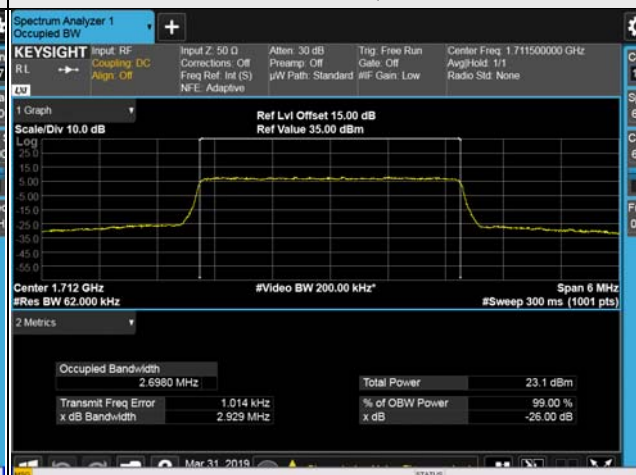 Spectrum Analyzer 1
Occupied BW
KEYSIGHT
RL
Input: RF
Coupling: DC
Align: Off
Input Z: 50 Ω
Corrections: Off
Freq Ref: Int (S)
NFE: Adaptive
Atten: 30 dB
Preamp: Off
µW Path: Standard
Trig: Free Run
Gate: Off
#IF Gain: Low
Center Freq: 1.711500000 GHz
Avg|Hold: 1/1
Radio Std: None
1 Graph
Scale/Div 10.0 dB
Ref Lvl Offset 15.00 dB
Ref Value 35.00 dBm
Log
25.0
15.0
5.00
-5.00
-15.0
-25.0
-35.0
-45.0
-55.0
Center 1.712 GHz
#Video BW 200.00 kHz*
Span 6 MHz
#Res BW 62.000 kHz
#Sweep 300 ms (1001 pts)
2 Metrics
Occupied Bandwidth
2.6980 MHz
Total Power 23.1 dBm
Transmit Freq Error 1.014 kHz
% of OBW Power 99.00 %
x dB Bandwidth 2.929 MHz
x dB -26.00 dB
Mar 31, 2019
MSG
STATUS